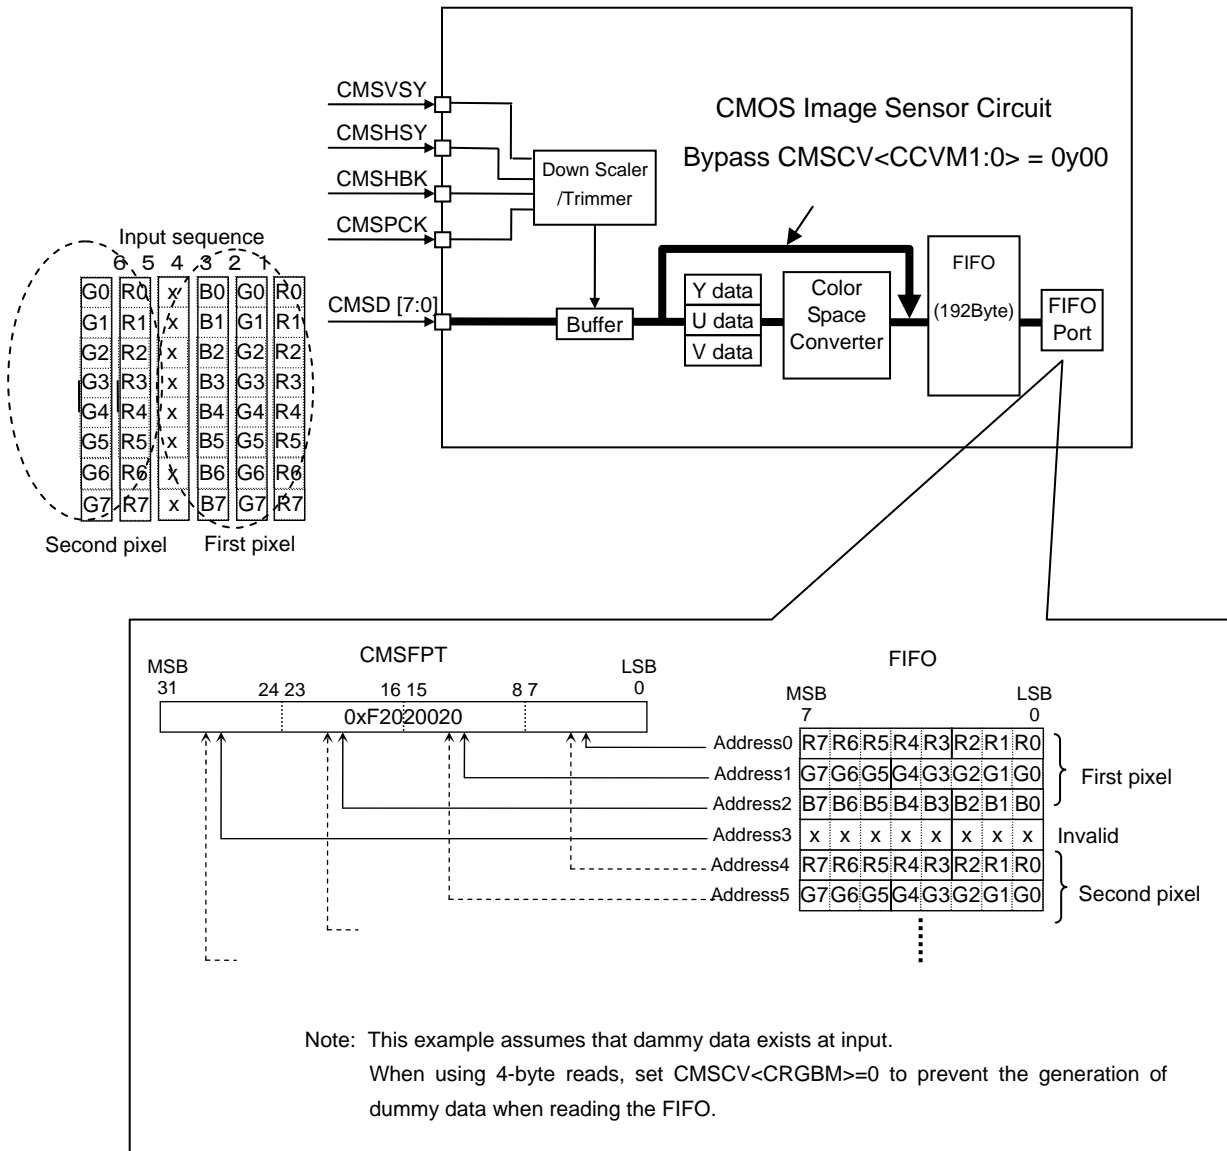 CMOS Image Sensor Circuit
Bypass CMSCV<CCVM1:0> = 0y00
CMSVSY
CMSHSY
CMSHBK
CMSPCK
CMSD [7:0]
Down Scaler
/Trimmer
Buffer
Y data
U data
V data
Color
Space
Converter
FIFO
(192Byte)
FIFO
Port
Input sequence
6 5 4 3 2 1
G0 R0 x B0 G0 R0
G1 R1 x B1 G1 R1
G2 R2 x B2 G2 R2
G3 R3 x B3 G3 R3
G4 R4 x B4 G4 R4
G5 R5 x B5 G5 R5
G6 R6 x B6 G6 R6
G7 R7 x B7 G7 R7
Second pixel First pixel
CMSFPT
MSB LSB
31 24 23 16 15 8 7 0
0xF2020020
FIFO
MSB LSB
7 0
Address0 R7 R6 R5 R4 R3 R2 R1 R0
Address1 G7 G6 G5 G4 G3 G2 G1 G0
First pixel
Address2 B7 B6 B5 B4 B3 B2 B1 B0
Address3 x x x x x x x x Invalid
Address4 R7 R6 R5 R4 R3 R2 R1 R0
Address5 G7 G6 G5 G4 G3 G2 G1 G0
Second pixel
Note: This example assumes that dammy data exists at input.
When using 4-byte reads, set CMSCV<CRGBM>=0 to prevent the generation of
dummy data when reading the FIFO.